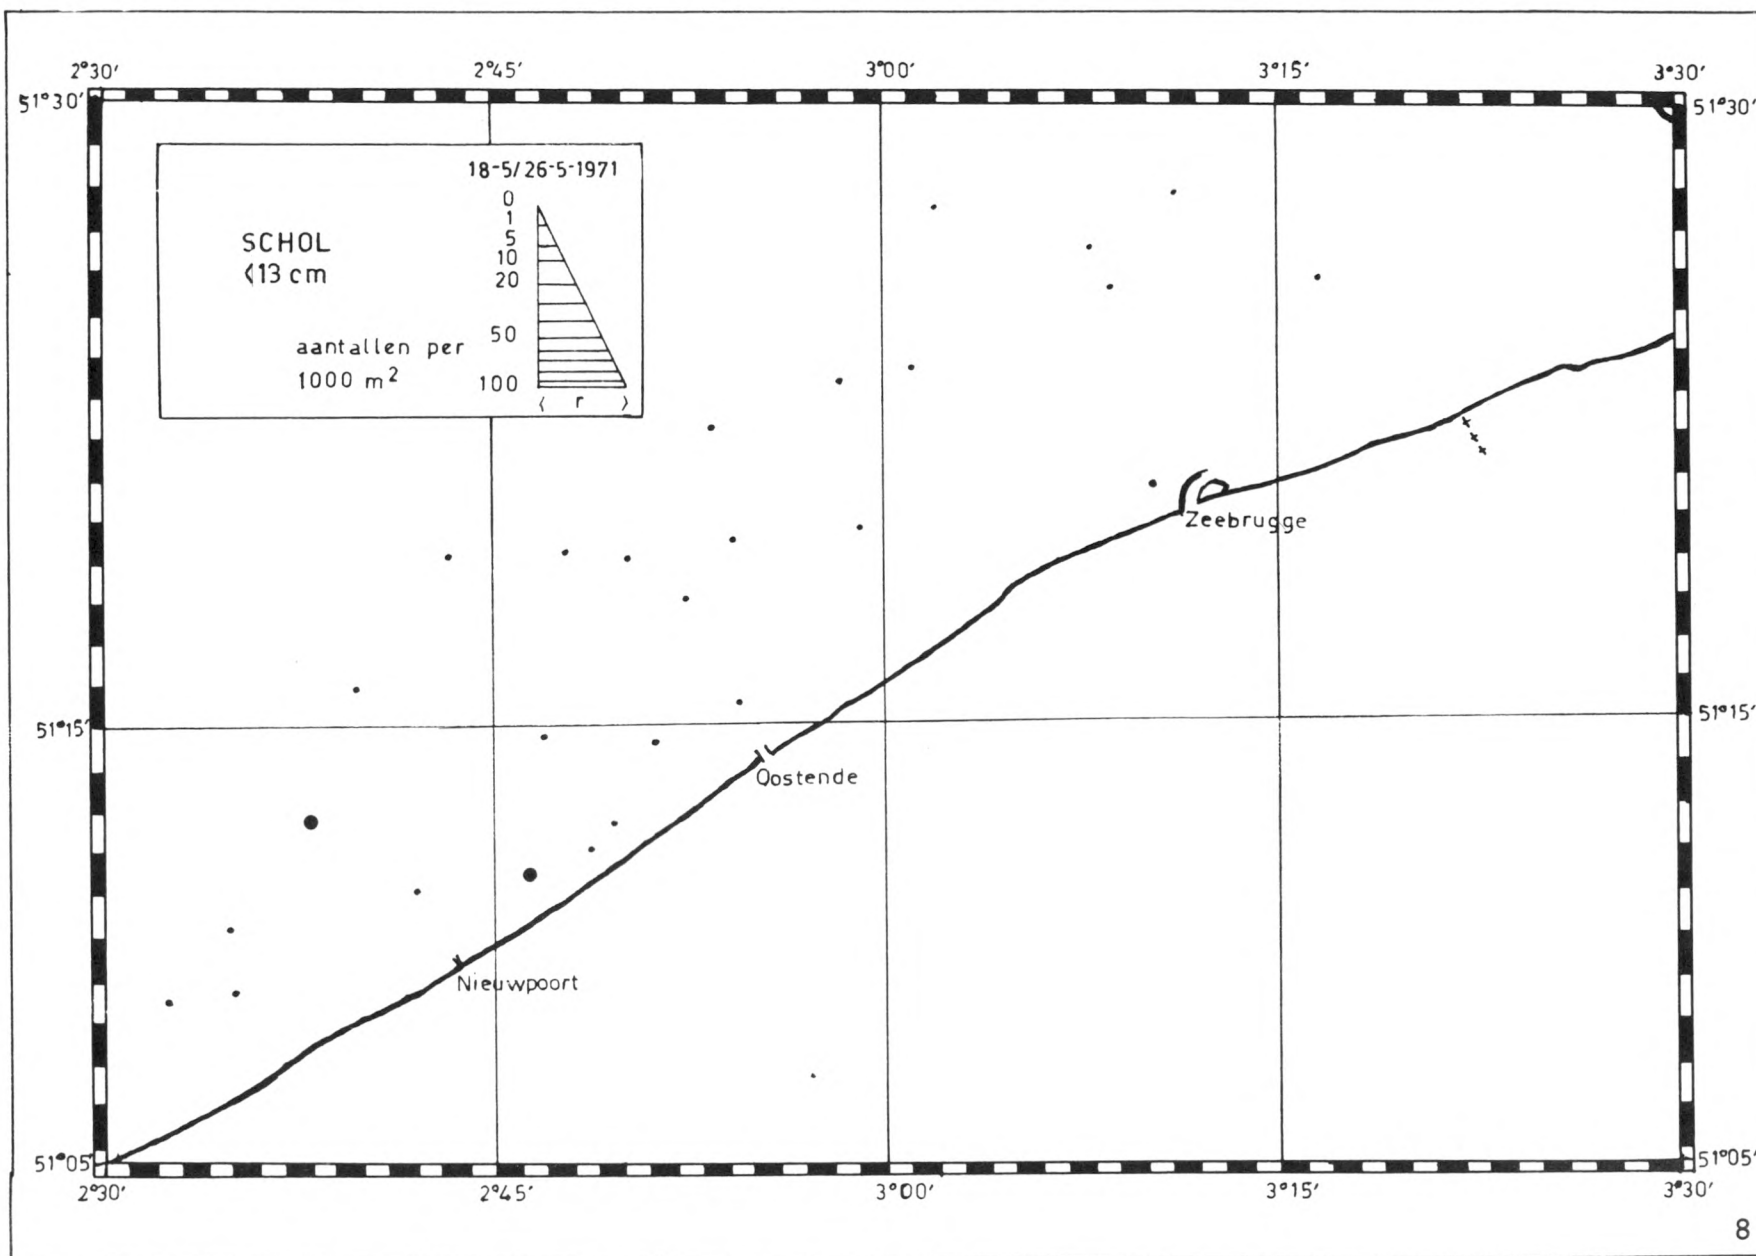 2°30′ 2°45′ 3°00′ 3°15′ 3°30′
51°30′ 51°30′
18-5/26-5-1971
0
1
5
10
20
50
100
SCHOL
<13 cm
aantallen per
1000 m²
< r >
Zeebrugge
51°15′ 51°15′
Oostende
Nieuwpoort
51°05′ 51°05′
2°30′ 2°45′ 3°00′ 3°15′ 3°30′
8